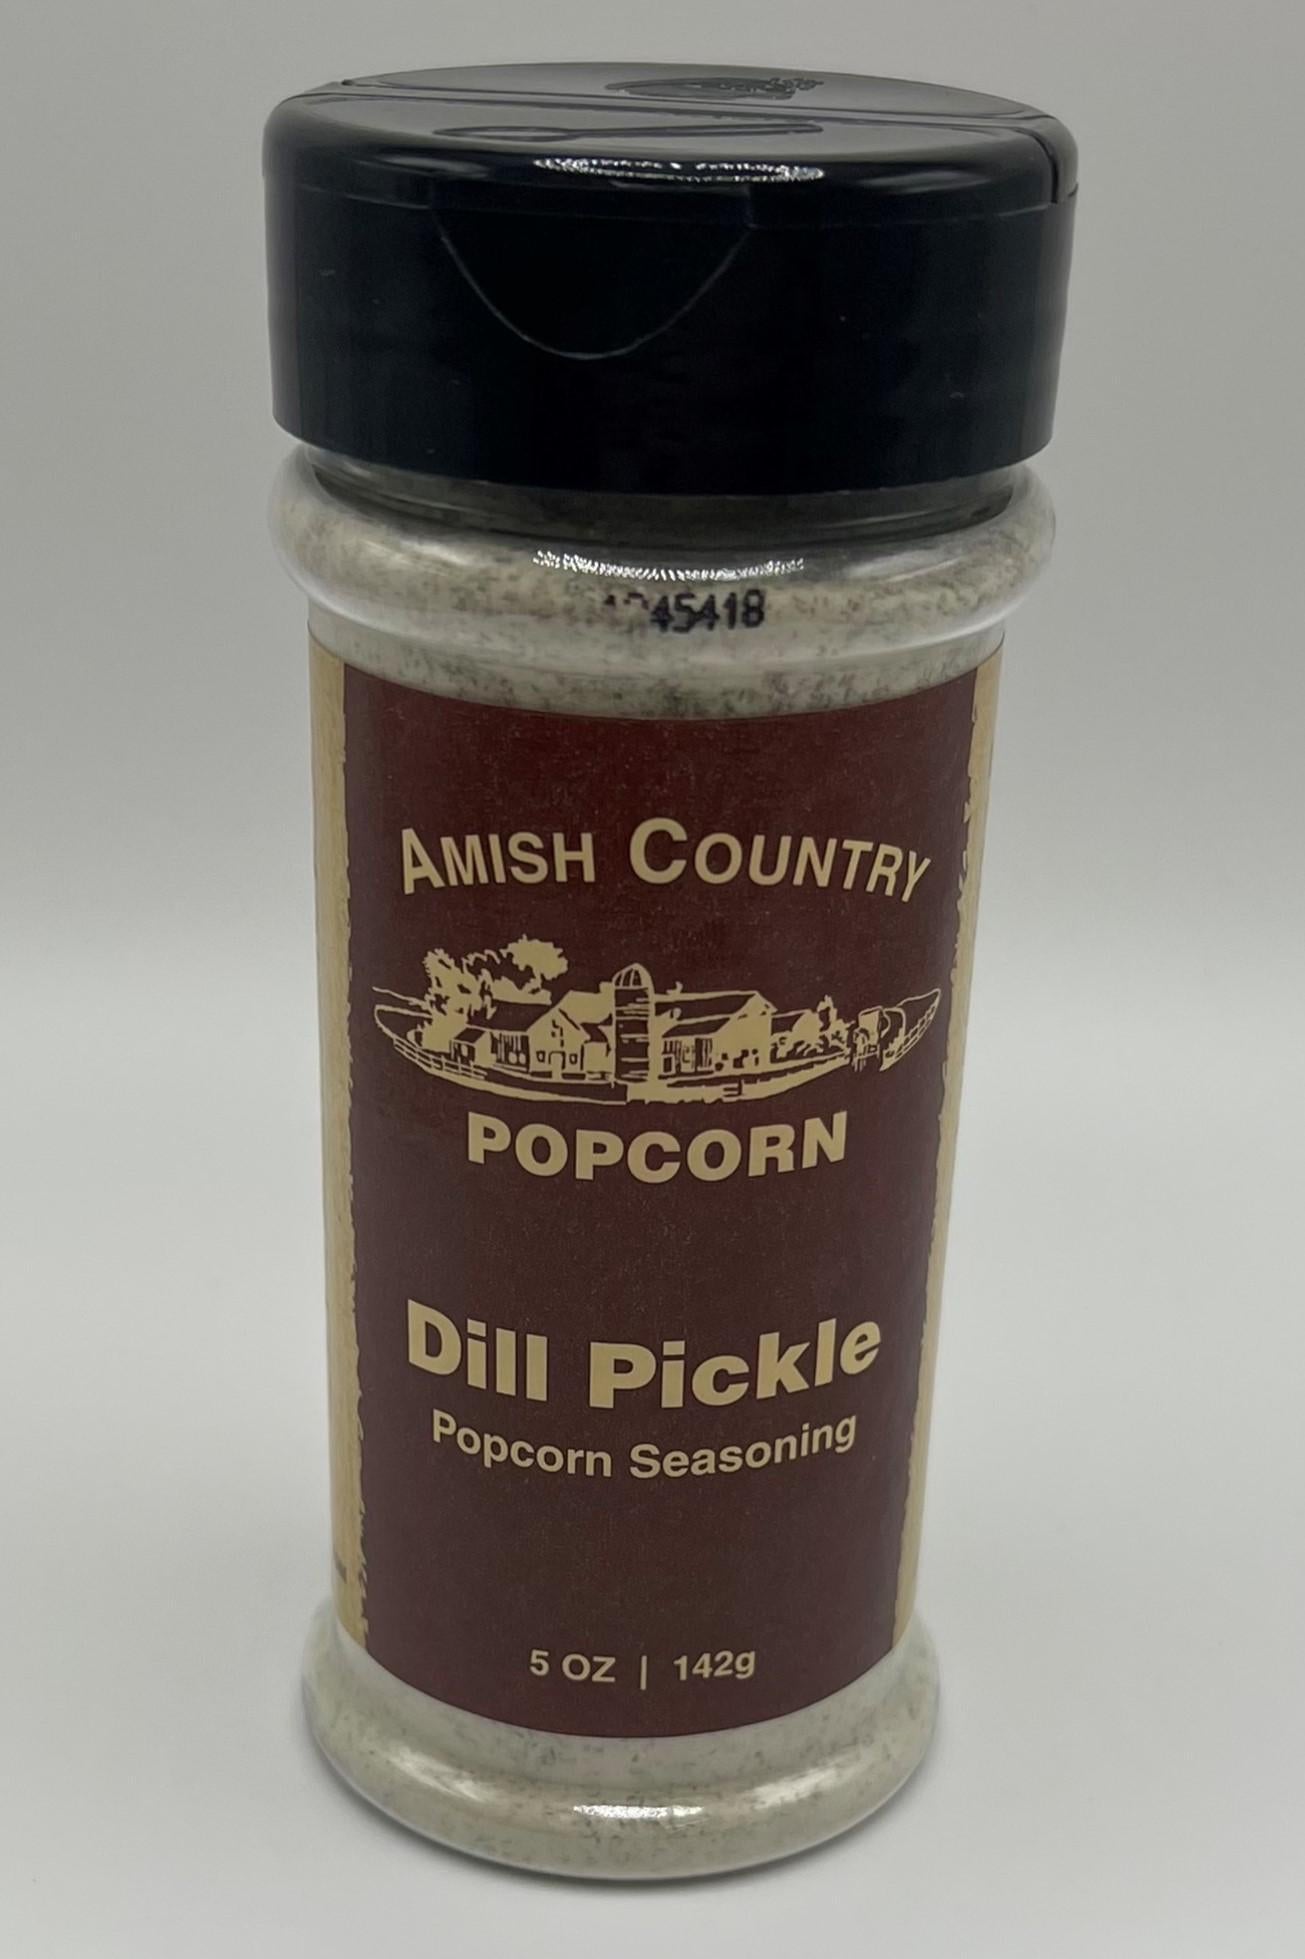 AMISH COUNTRY
POPCORN
Dill Pickle
Popcorn Seasoning
5 OZ | 142g